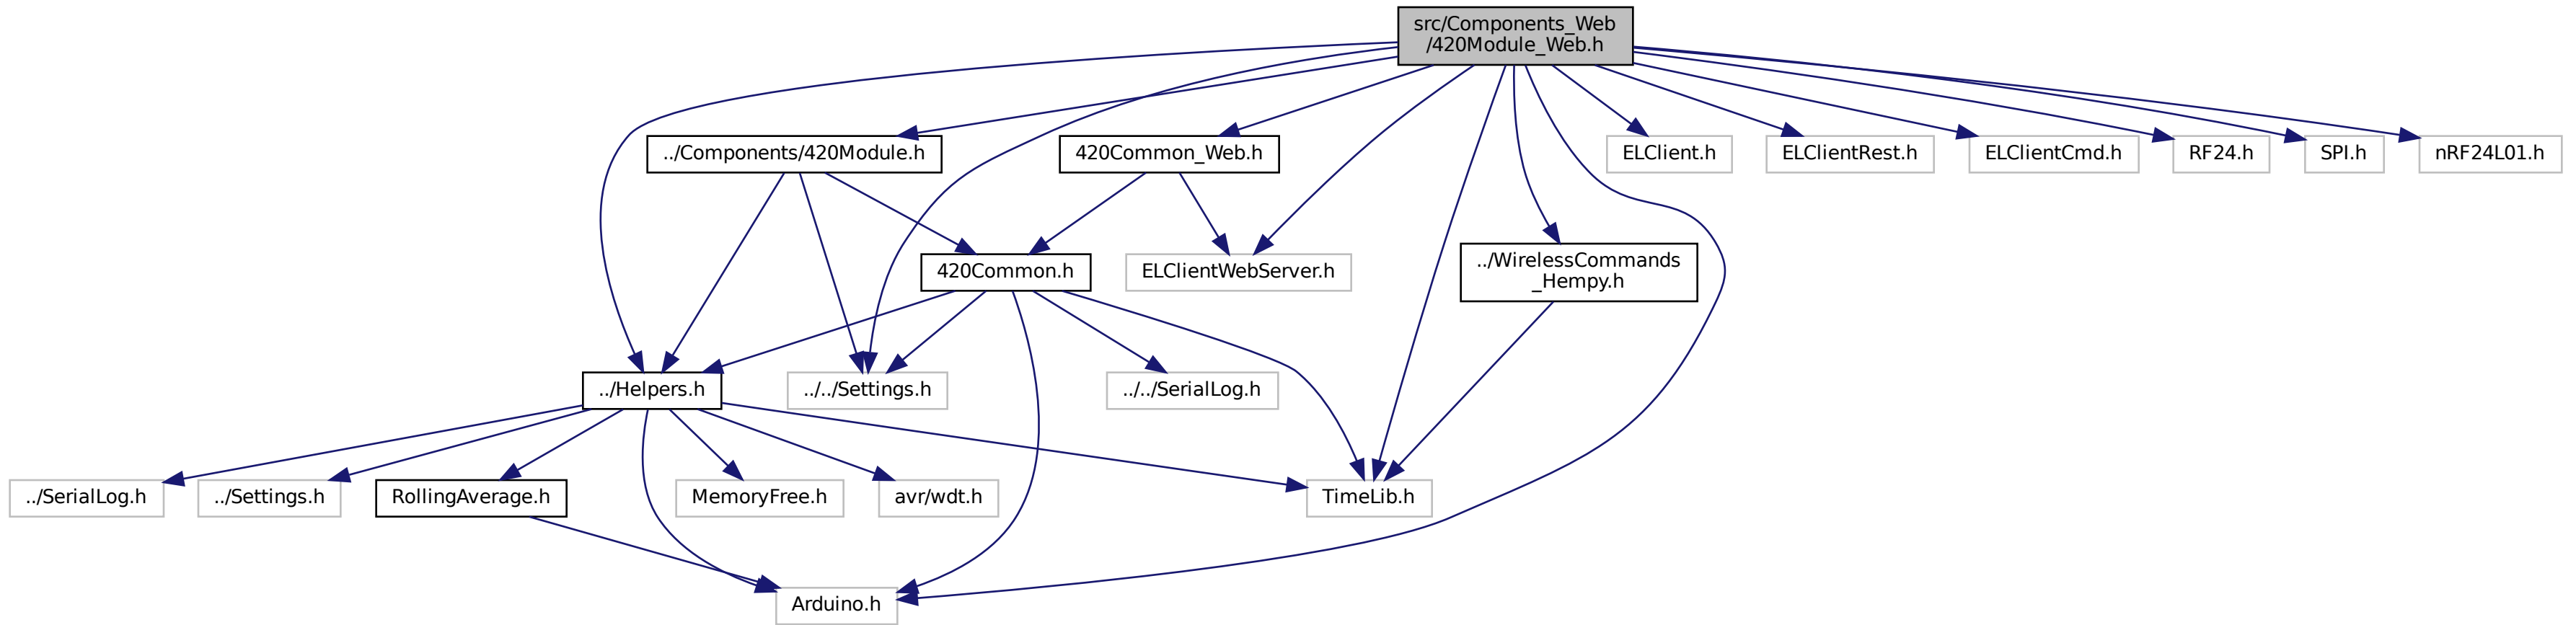 src/Components_Web
/420Module_Web.h
../Components/420Module.h
420Common_Web.h
ELClient.h
ELClientRest.h
ELClientCmd.h
RF24.h
SPI.h
nRF24L01.h
420Common.h
ELClientWebServer.h
../WirelessCommands
_Hempy.h
../Helpers.h
../../Settings.h
../../SerialLog.h
../SerialLog.h
../Settings.h
RollingAverage.h
MemoryFree.h
avr/wdt.h
TimeLib.h
Arduino.h